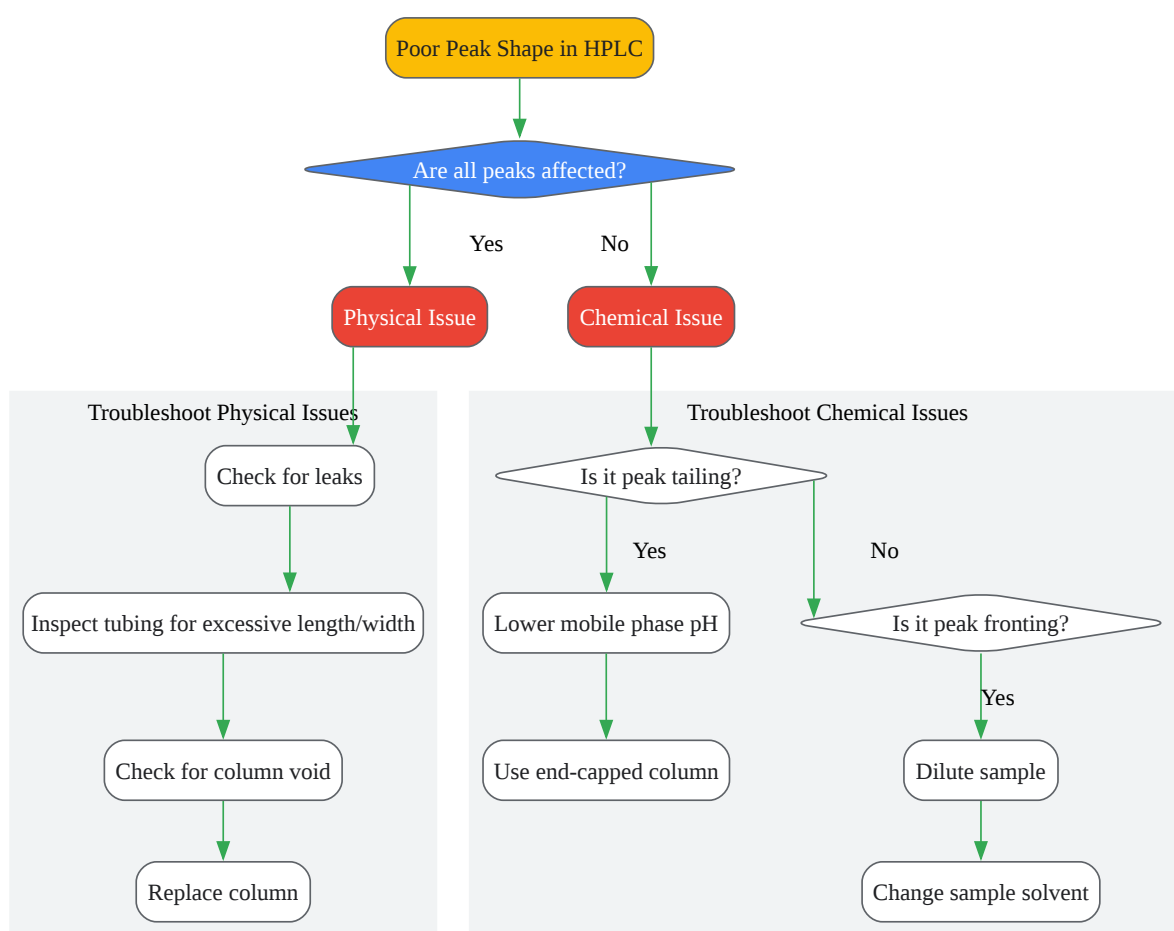 Poor Peak Shape in HPLC
Are all peaks affected?
Yes
No
Physical Issue
Chemical Issue
Troubleshoot Physical Issues
Check for leaks
Inspect tubing for excessive length/width
Check for column void
Replace column
Troubleshoot Chemical Issues
Is it peak tailing?
Yes
No
Lower mobile phase pH
Is it peak fronting?
Yes
Use end-capped column
Dilute sample
Change sample solvent